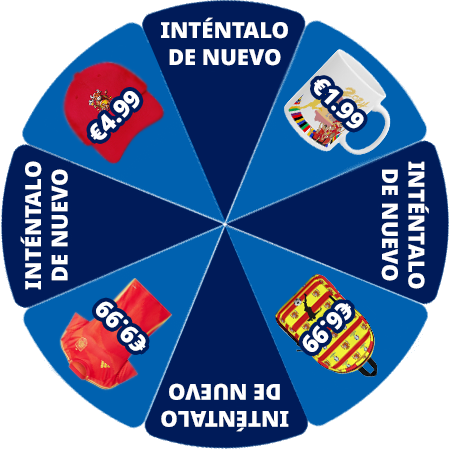 INTÉNTALO
DE NUEVO
€1.99
INTÉNTALO
DE NUEVO
€6.99
INTÉNTALO
DE NUEVO
€9.99
INTÉNTALO
DE NUEVO
€4.99